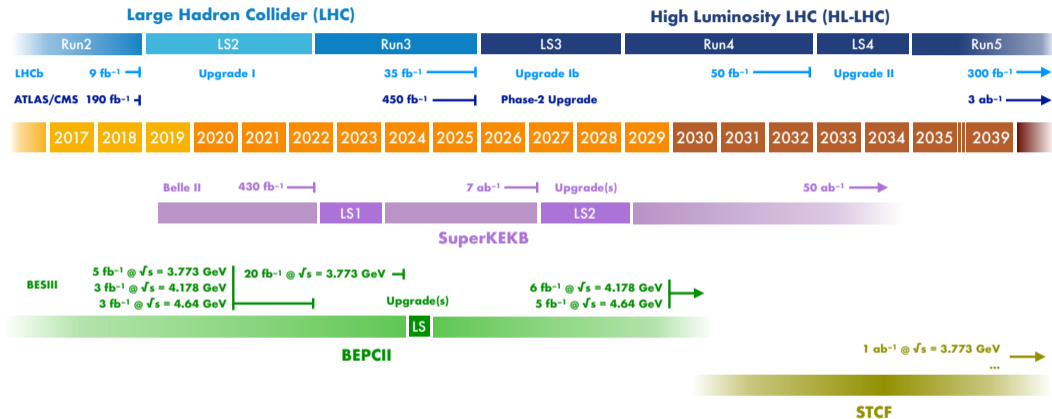 Large Hadron Collider (LHC) High Luminosity LHC (HL-LHC)
Run2 LS2 Run3 LS3 Run4 LS4 Run5
LHCb 9 fb⁻¹ Upgrade I 35 fb⁻¹ Upgrade Ib 50 fb⁻¹ Upgrade II 300 fb⁻¹
ATLAS/CMS 190 fb⁻¹ 450 fb⁻¹ Phase-2 Upgrade 3 ab⁻¹
2017 2018 2019 2020 2021 2022 2023 2024 2025 2026 2027 2028 2029 2030 2031 2032 2033 2034 2035 2039
Belle II 430 fb⁻¹ 7 ab⁻¹ Upgrade(s) 50 ab⁻¹
LS1 LS2
SuperKEKB
BESIII
5 fb⁻¹ @ √s = 3.773 GeV
3 fb⁻¹ @ √s = 4.178 GeV
3 fb⁻¹ @ √s = 4.64 GeV
20 fb⁻¹ @ √s = 3.773 GeV
Upgrade(s)
6 fb⁻¹ @ √s = 4.178 GeV
5 fb⁻¹ @ √s = 4.64 GeV
LS
BEPCII
1 ab⁻¹ @ √s = 3.773 GeV
...
STCF